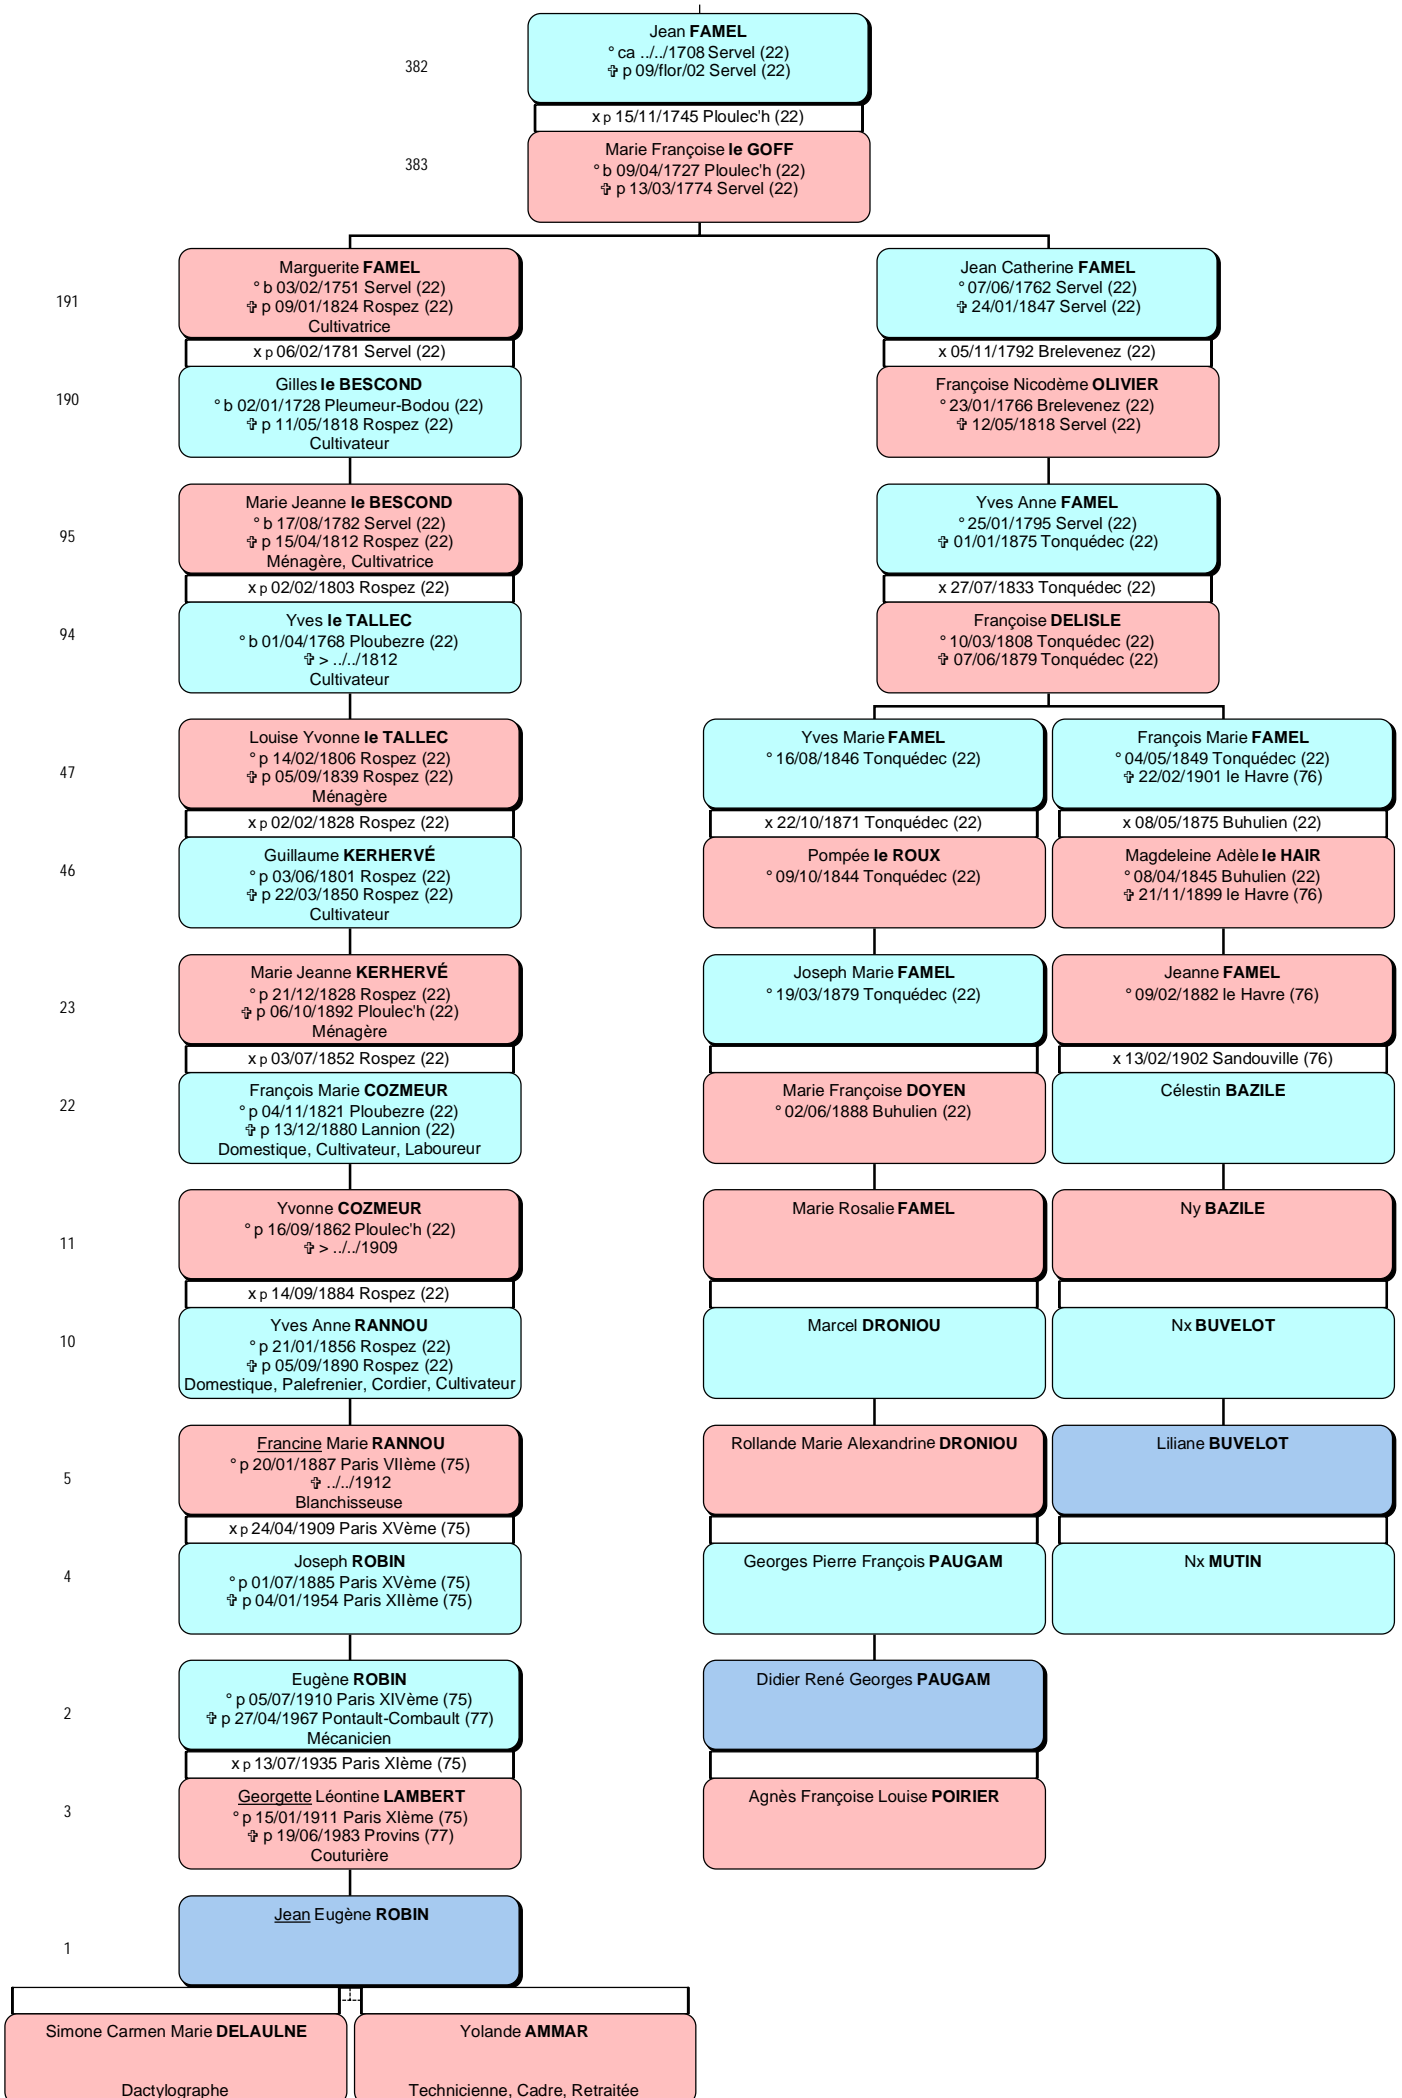 Jean FAMEL
° ca ../../1708 Servel (22)
✞ p 09/flor/02 Servel (22)
382
x p 15/11/1745 Ploulec'h (22)
Marie Françoise le GOFF
° b 09/04/1727 Ploulec'h (22)
✞ p 13/03/1774 Servel (22)
383
Marguerite FAMEL
° b 03/02/1751 Servel (22)
✞ p 09/01/1824 Rospez (22)
Cultivatrice
191
x p 06/02/1781 Servel (22)
Gilles le BESCOND
° b 02/01/1728 Pleumeur-Bodou (22)
✞ p 11/05/1818 Rospez (22)
Cultivateur
190
Jean Catherine FAMEL
° 07/06/1762 Servel (22)
✞ 24/01/1847 Servel (22)
x 05/11/1792 Brelevenez (22)
Françoise Nicodème OLIVIER
° 23/01/1766 Brelevenez (22)
✞ 12/05/1818 Servel (22)
Marie Jeanne le BESCOND
° b 17/08/1782 Servel (22)
✞ p 15/04/1812 Rospez (22)
Ménagère, Cultivatrice
95
x p 02/02/1803 Rospez (22)
Yves le TALLEC
° b 01/04/1768 Ploubezre (22)
✞ > ../../1812
Cultivateur
94
Yves Anne FAMEL
° 25/01/1795 Servel (22)
✞ 01/01/1875 Tonquédec (22)
x 27/07/1833 Tonquédec (22)
Françoise DELISLE
° 10/03/1808 Tonquédec (22)
✞ 07/06/1879 Tonquédec (22)
Louise Yvonne le TALLEC
° p 14/02/1806 Rospez (22)
✞ p 05/09/1839 Rospez (22)
Ménagère
47
x p 02/02/1828 Rospez (22)
Guillaume KERHERVÉ
° p 03/06/1801 Rospez (22)
✞ p 22/03/1850 Rospez (22)
Cultivateur
46
Yves Marie FAMEL
° 16/08/1846 Tonquédec (22)
x 22/10/1871 Tonquédec (22)
Pompée le ROUX
° 09/10/1844 Tonquédec (22)
François Marie FAMEL
° 04/05/1849 Tonquédec (22)
✞ 22/02/1901 le Havre (76)
x 08/05/1875 Buhulien (22)
Magdeleine Adèle le HAIR
° 08/04/1845 Buhulien (22)
✞ 21/11/1899 le Havre (76)
Marie Jeanne KERHERVÉ
° p 21/12/1828 Rospez (22)
✞ p 06/10/1892 Ploulec'h (22)
Ménagère
23
x p 03/07/1852 Rospez (22)
François Marie COZMEUR
° p 04/11/1821 Ploubezre (22)
✞ p 13/12/1880 Lannion (22)
Domestique, Cultivateur, Laboureur
22
Joseph Marie FAMEL
° 19/03/1879 Tonquédec (22)
Marie Françoise DOYEN
° 02/06/1888 Buhulien (22)
Jeanne FAMEL
° 09/02/1882 le Havre (76)
x 13/02/1902 Sandouville (76)
Célestin BAZILE
Yvonne COZMEUR
° p 16/09/1862 Ploulec'h (22)
✞ > ../../1909
11
x p 14/09/1884 Rospez (22)
Yves Anne RANNOU
° p 21/01/1856 Rospez (22)
✞ p 05/09/1890 Rospez (22)
Domestique, Palefrenier, Cordier, Cultivateur
10
Marie Rosalie FAMEL
Marcel DRONIOU
Ny BAZILE
Nx BUVELOT
Francine Marie RANNOU
° p 20/01/1887 Paris VIIème (75)
✞ ../../1912
Blanchisseuse
5
x p 24/04/1909 Paris XVème (75)
Joseph ROBIN
° p 01/07/1885 Paris XVème (75)
✞ p 04/01/1954 Paris XIIème (75)
4
Rollande Marie Alexandrine DRONIOU
Georges Pierre François PAUGAM
Liliane BUVELOT
Nx MUTIN
Eugène ROBIN
° p 05/07/1910 Paris XIVème (75)
✞ p 27/04/1967 Pontault-Combault (77)
Mécanicien
2
x p 13/07/1935 Paris XIème (75)
Georgette Léontine LAMBERT
° p 15/01/1911 Paris XIème (75)
✞ p 19/06/1983 Provins (77)
Couturière
3
Didier René Georges PAUGAM
Agnès Françoise Louise POIRIER
Jean Eugène ROBIN
1
Simone Carmen Marie DELAULNE
Dactylographe
Yolande AMMAR
Technicienne, Cadre, Retraitée